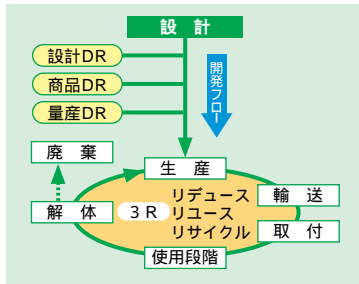 設計
設計DR
商品DR
量産DR
開発フロー
廃棄
生産
リデュース
輸送
解体
3R
リユース
リサイクル
取付
使用段階